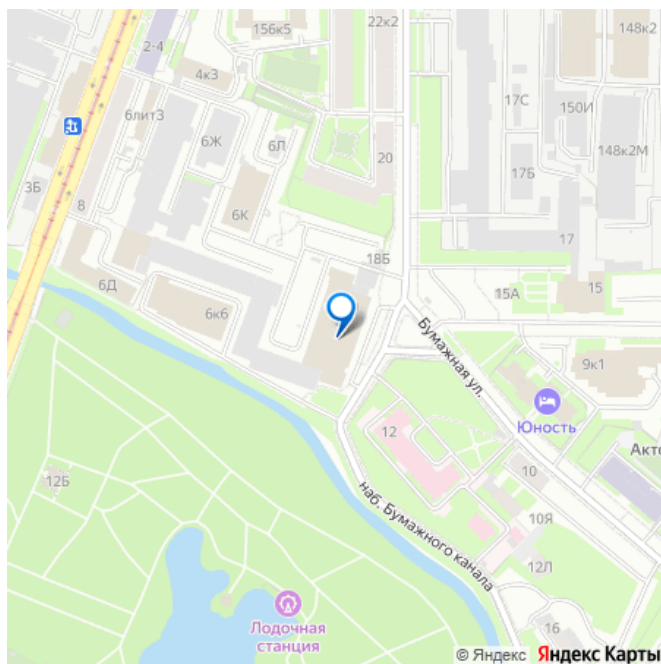 22к2
156к5
148к2
2-4
4к3
17С
150И
6лит3
6Ж
6Л
20
17Б
148к2М
3Б
8
6К
17
18Б
6Д
6к6
15А
15
Бумажная ул.
9к1
12
Юность
Акто
10
12Б
наб. Бумажного канала
10Я
12Л
Лодочная
станция
16
© Яндекс Яндекс Карты